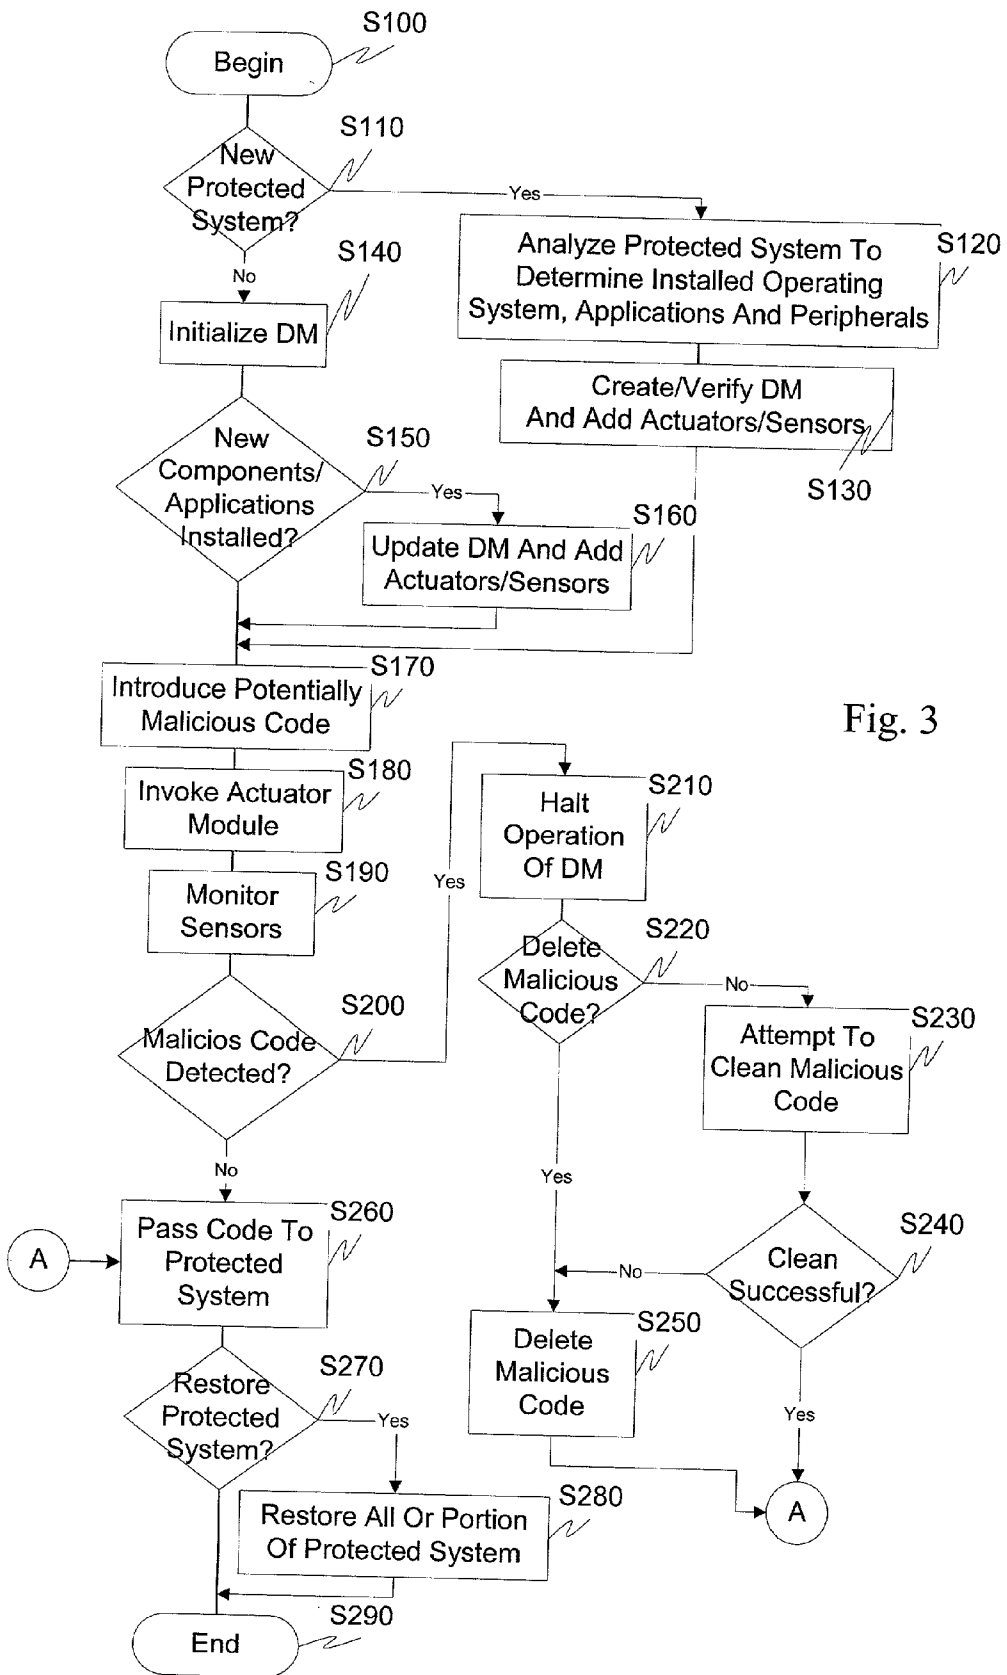 S100
Begin
S110
New
Protected
System?
Yes
No
S120
Analyze Protected System To
Determine Installed Operating
System, Applications And Peripherals
S140
Initialize DM
Create/Verify DM
And Add Actuators/Sensors
S130
S150
New
Components/
Applications
Installed?
Yes
S160
Update DM And Add
Actuators/Sensors
S170
Introduce Potentially
Malicious Code
Fig. 3
S180
Invoke Actuator
Module
S190
Monitor
Sensors
S200
Malicios Code
Detected?
Yes
No
S210
Halt
Operation
Of DM
S220
Delete
Malicious
Code?
No
Yes
S230
Attempt To
Clean Malicious
Code
S240
Clean
Successful?
No
Yes
S250
Delete
Malicious
Code
A
A
S260
Pass Code To
Protected
System
S270
Restore
Protected
System?
Yes
S280
Restore All Or Portion
Of Protected System
S290
End